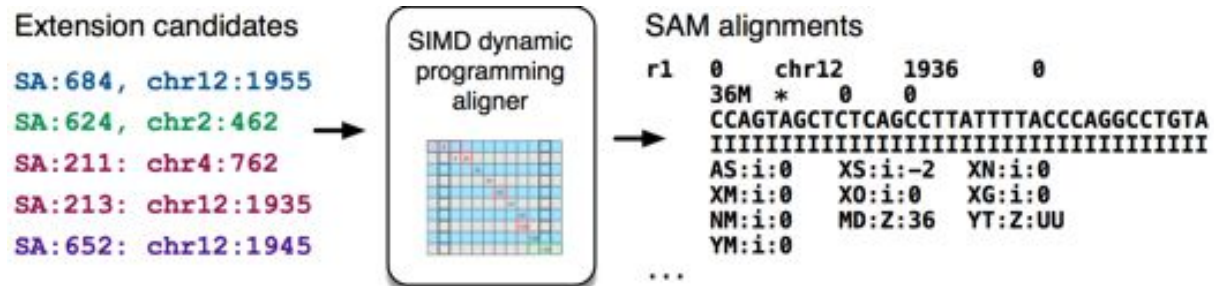 Extension candidates
SA:684, chr12:1955
SA:624, chr2:462
SA:211: chr4:762
SA:213: chr12:1935
SA:652: chr12:1945
SIMD dynamic
programming
aligner
SAM alignments
r1 0 chr12 1936 0
36M * 0 0
CCAGTAGCTCTCAGCCTTATTTTACCCAGGCCTGTA
IIIIIIIIIIIIIIIIIIIIIIIIIIIIIIIIIIII
AS:i:0 XS:i:-2 XN:i:0
XM:i:0 XO:i:0 XG:i:0
NM:i:0 MD:Z:36 YT:Z:UU
YM:i:0
...